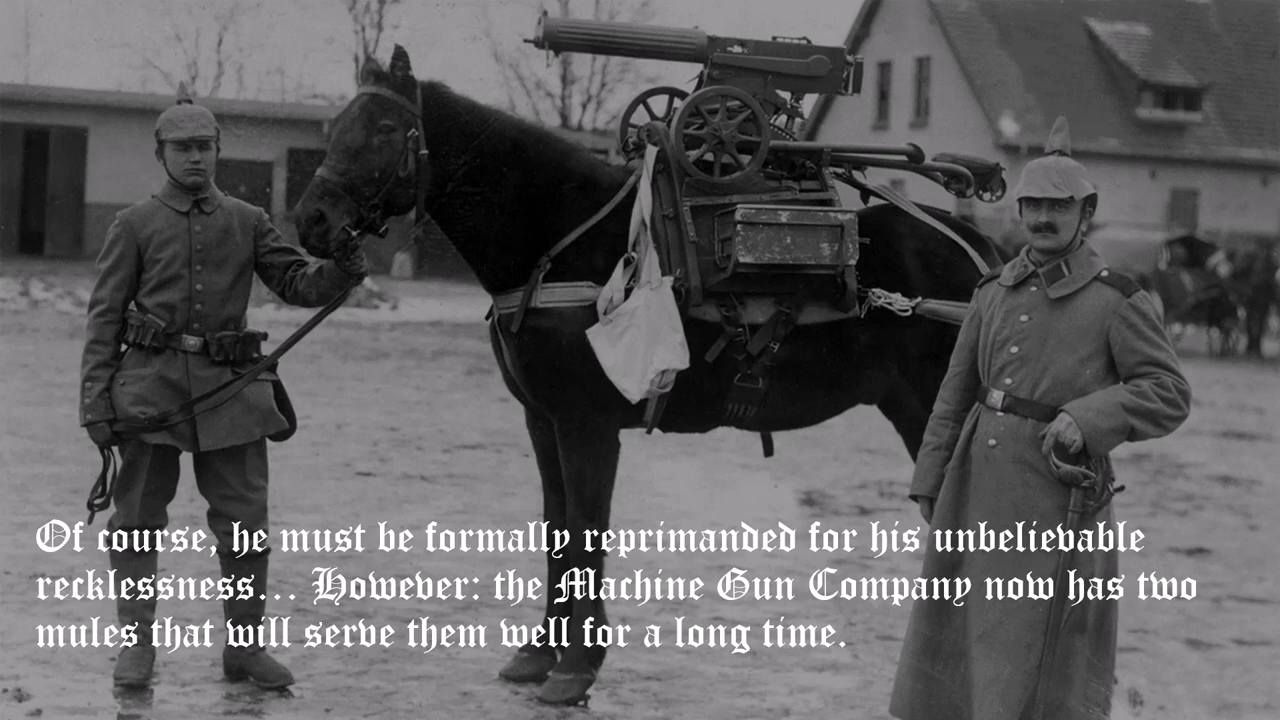 Of course, he must be formally reprimanded for his unbelievable
recklessness... However: the Machine Gun Company now has two
mules that will serve them well for a long time.